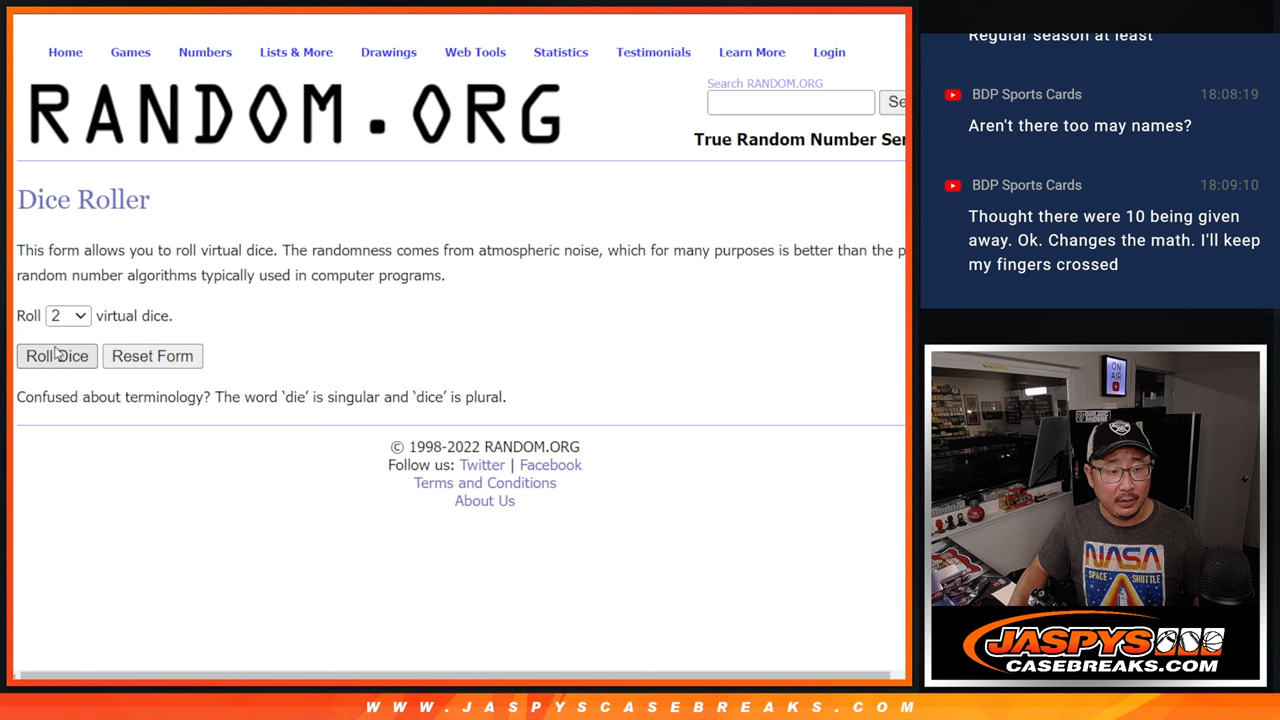 Home Games Numbers Lists & More Drawings Web Tools Statistics Testimonials Learn More Login
Search RANDOM.ORG
RANDOM.ORG
Se
True Random Number Ser
Dice Roller
This form allows you to roll virtual dice. The randomness comes from atmospheric noise, which for many purposes is better than the p
random number algorithms typically used in computer programs.
Roll 2 virtual dice.
Roll Dice Reset Form
Confused about terminology? The word ‘die’ is singular and ‘dice’ is plural.
© 1998-2022 RANDOM.ORG
Follow us: Twitter | Facebook
Terms and Conditions
About Us
Regular season at least
BDP Sports Cards 18:08:19
Aren't there too may names?
BDP Sports Cards 18:09:10
Thought there were 10 being given
away. Ok. Changes the math. I'll keep
my fingers crossed
ON
AIR
NASA
SPACE SHUTTLE
JASPYS
CASEBREAKS.COM
WWW.JASPYSCASEBREAKS.COM